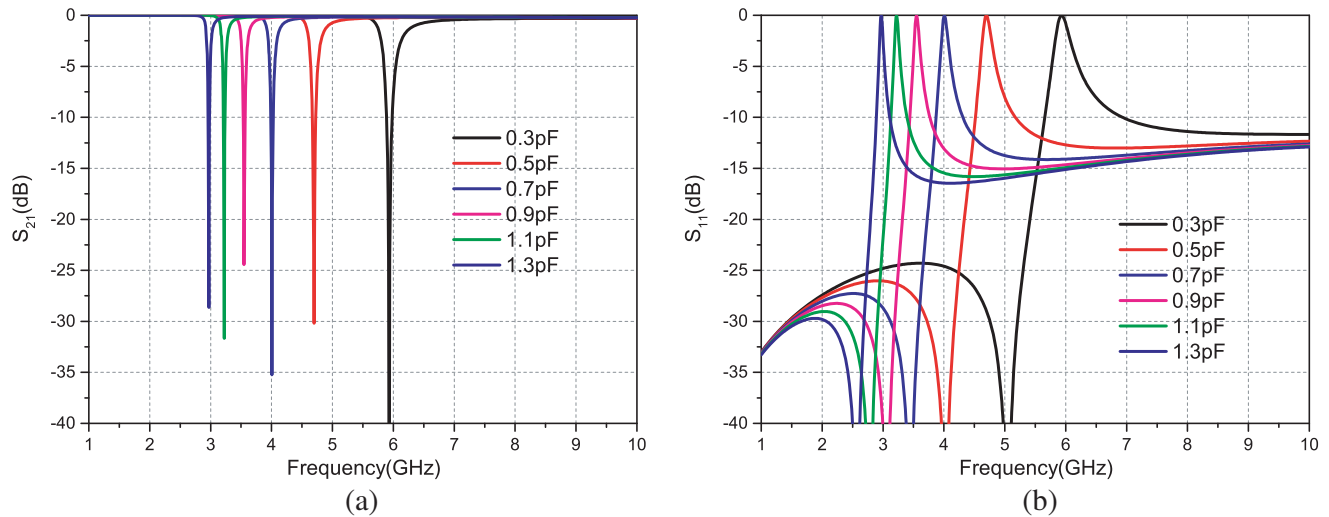 0
-5
-10
-15
-20
-25
-30
-35
-40
S21(dB)
0.3pF
0.5pF
0.7pF
0.9pF
1.1pF
1.3pF
1 2 3 4 5 6 7 8 9 10
Frequency(GHz)
(a)
0
-5
-10
-15
-20
-25
-30
-35
-40
S11(dB)
0.3pF
0.5pF
0.7pF
0.9pF
1.1pF
1.3pF
1 2 3 4 5 6 7 8 9 10
Frequency(GHz)
(b)